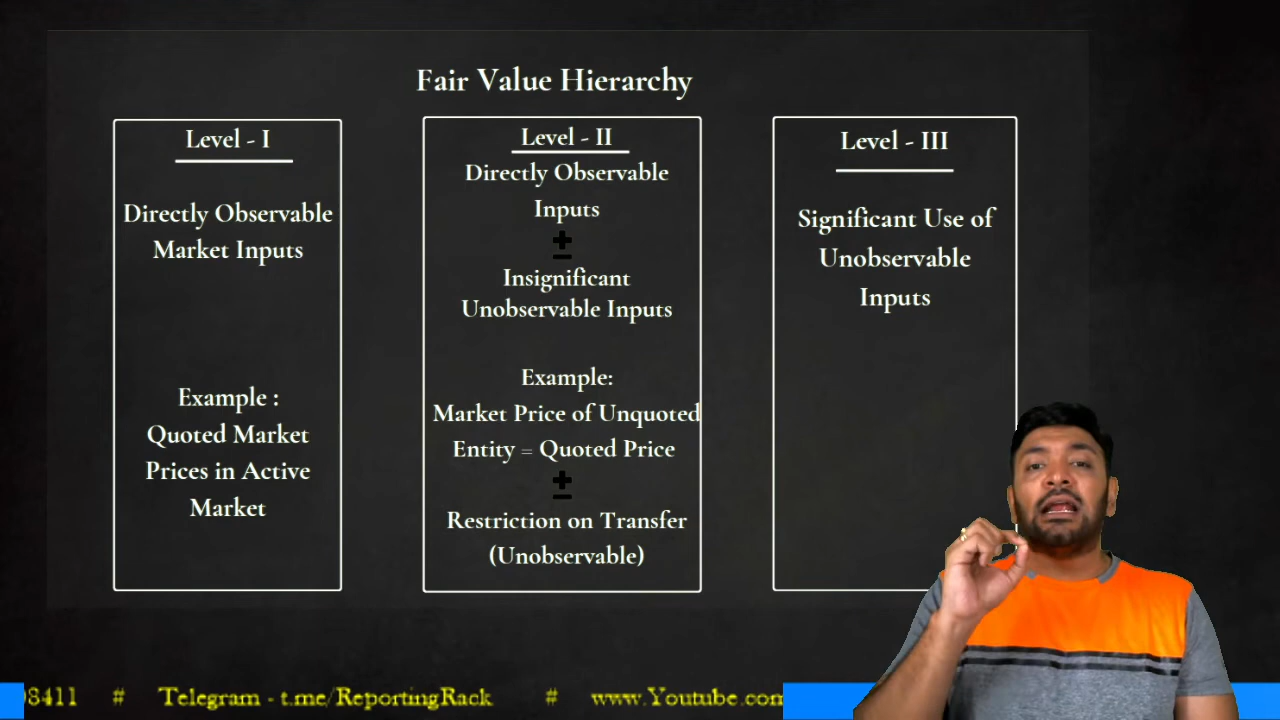 Fair Value Hierarchy
Level - I
Directly Observable
Market Inputs
Example :
Quoted Market
Prices in Active
Market
Level - II
Directly Observable
Inputs
±
Insignificant
Unobservable Inputs
Example:
Market Price of Unquoted
Entity = Quoted Price
±
Restriction on Transfer
(Unobservable)
Level - III
Significant Use of
Unobservable
Inputs
8411 # Telegram - t.me/ReportingRack # www.Youtube.com